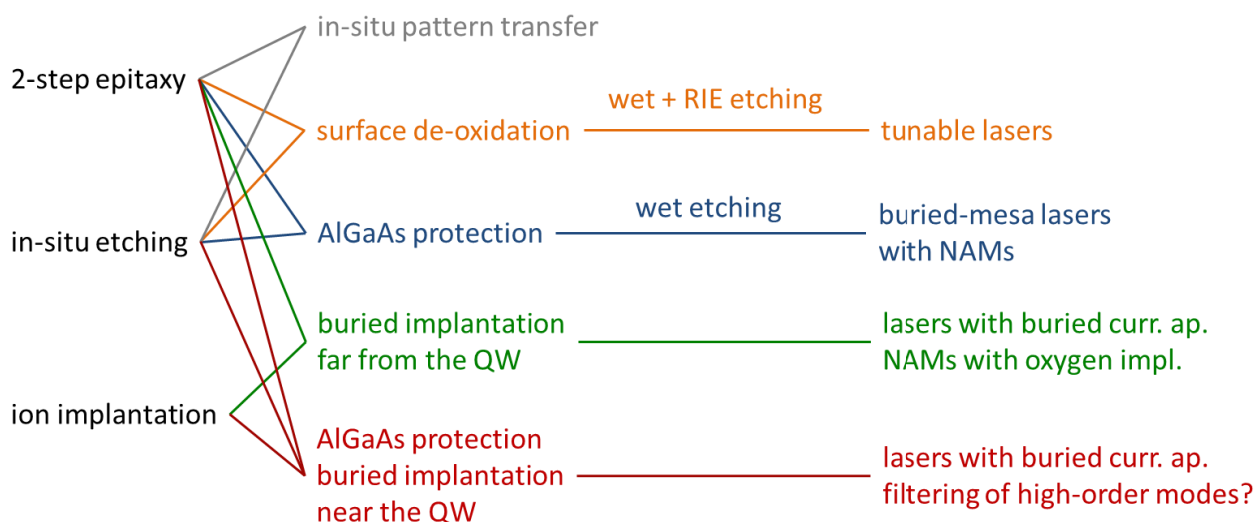 in-situ pattern transfer
2-step epitaxy
wet + RIE etching
surface de-oxidation
tunable lasers
wet etching
in-situ etching
AlGaAs protection
buried-mesa lasers
with NAMs
buried implantation
far from the QW
lasers with buried curr. ap.
NAMs with oxygen impl.
ion implantation
AlGaAs protection
buried implantation
near the QW
lasers with buried curr. ap.
filtering of high-order modes?